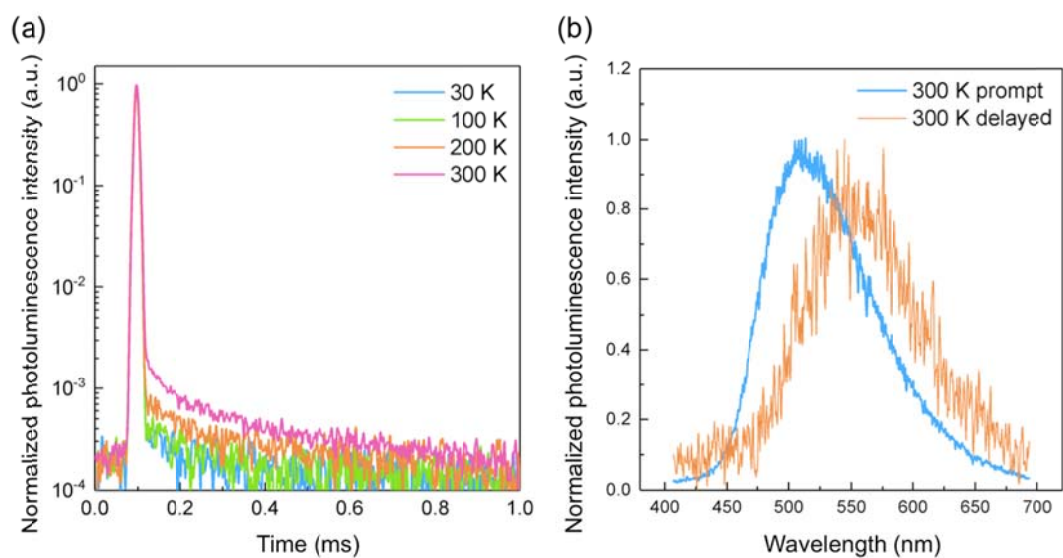 (a)
Normalized photoluminescence intensity (a.u.)
10⁰
10⁻¹
10⁻²
10⁻³
10⁻⁴
30 K
100 K
200 K
300 K
0.0 0.2 0.4 0.6 0.8 1.0
Time (ms)
(b)
Normalized photoluminescence intensity (a.u.)
1.2
1.0
0.8
0.6
0.4
0.2
0.0
300 K prompt
300 K delayed
400 450 500 550 600 650 700
Wavelength (nm)